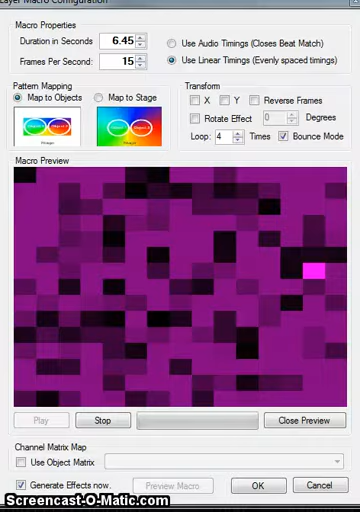 Layer Macro Configuration
Macro Properties
Duration in Seconds 6.45
Use Audio Timings (Closes Beat Match)
Frames Per Second: 15
Use Linear Timings (Evenly spaced timings)
Pattern Mapping
Map to Objects Map to Stage
Transform
X Y Reverse Frames
Rotate Effect 0 Degrees
Loop: 4 Times Bounce Mode
Macro Preview
Play Stop Close Preview
Channel Matrix Map
Use Object Matrix
Generate Effects now. Preview Macro OK Cancel
Screencast-O-Matic.com